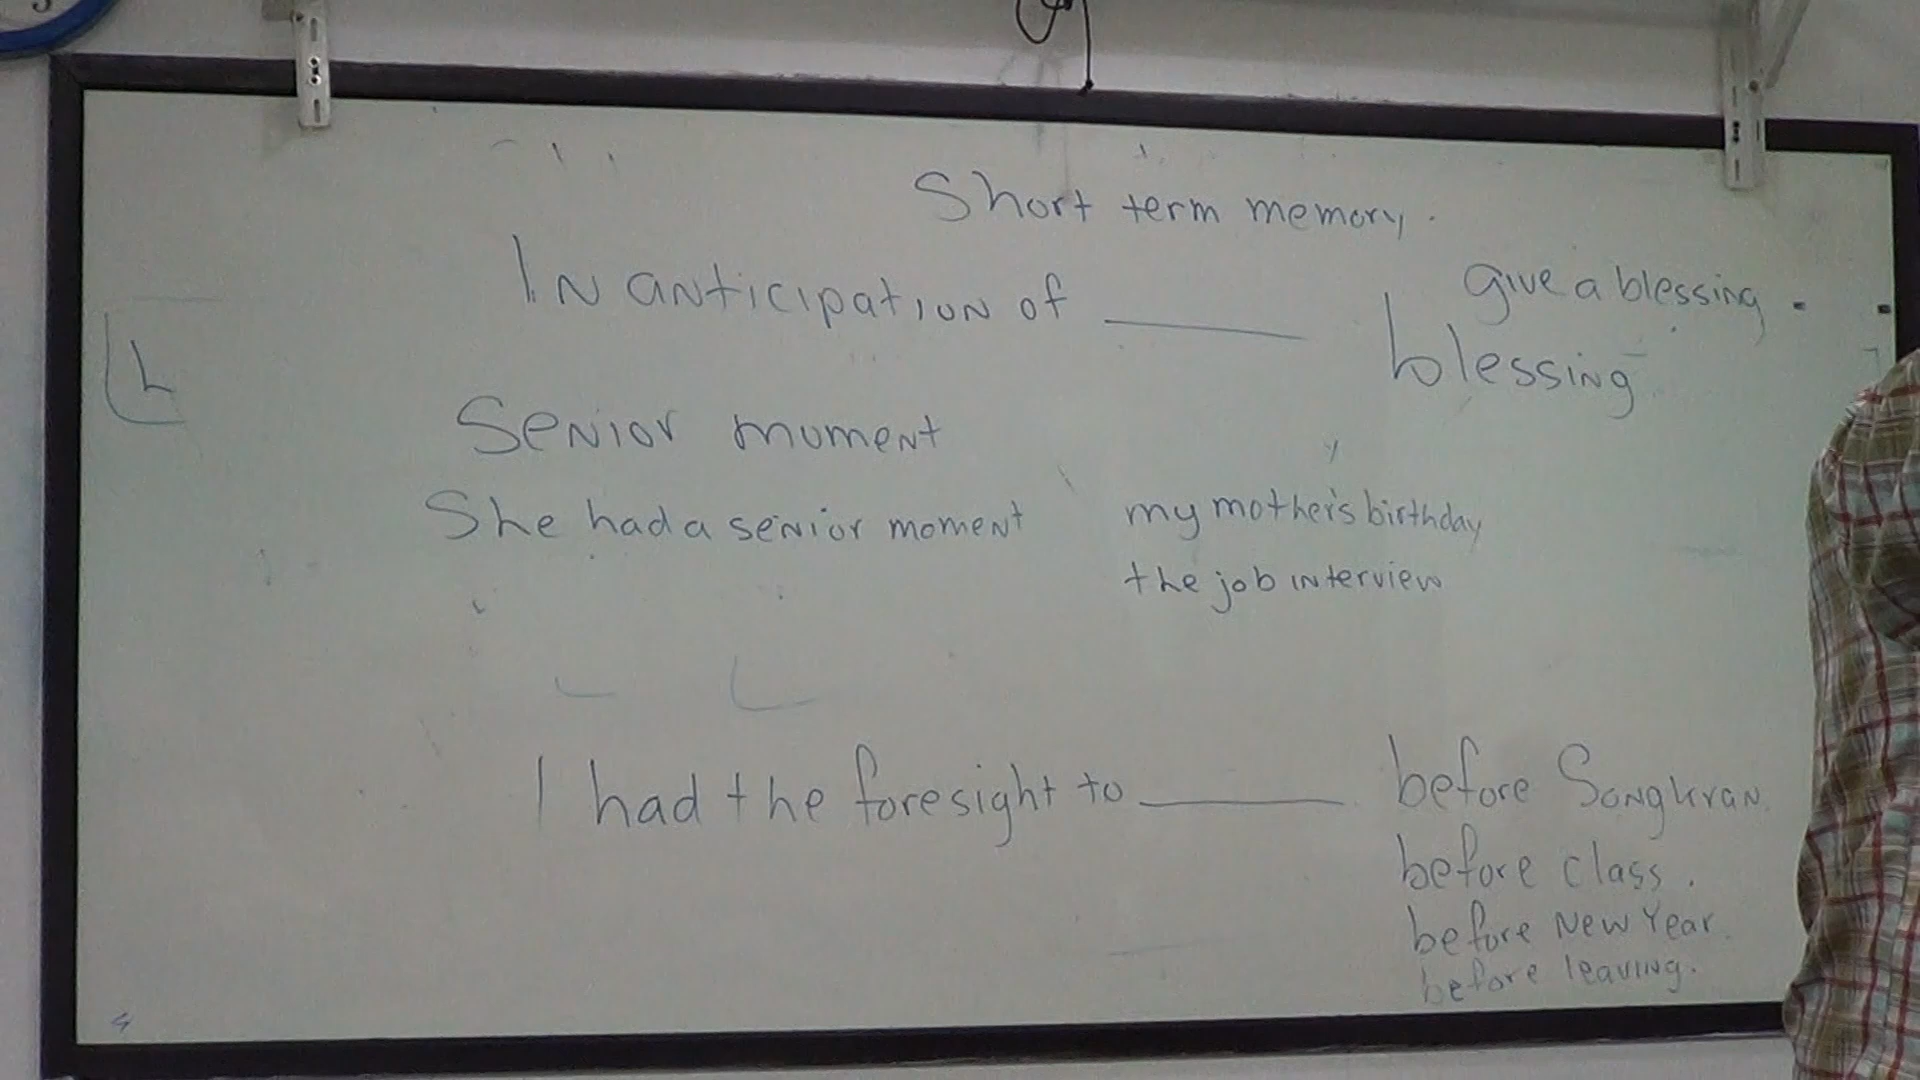 Short term memory.
In anticipation of ______
give a blessing.
blessing
Senior moment
She had a senior moment
my mother's birthday
the job interview
I had the foresight to ______ before Songkran.
before class.
before New Year.
before leaving.